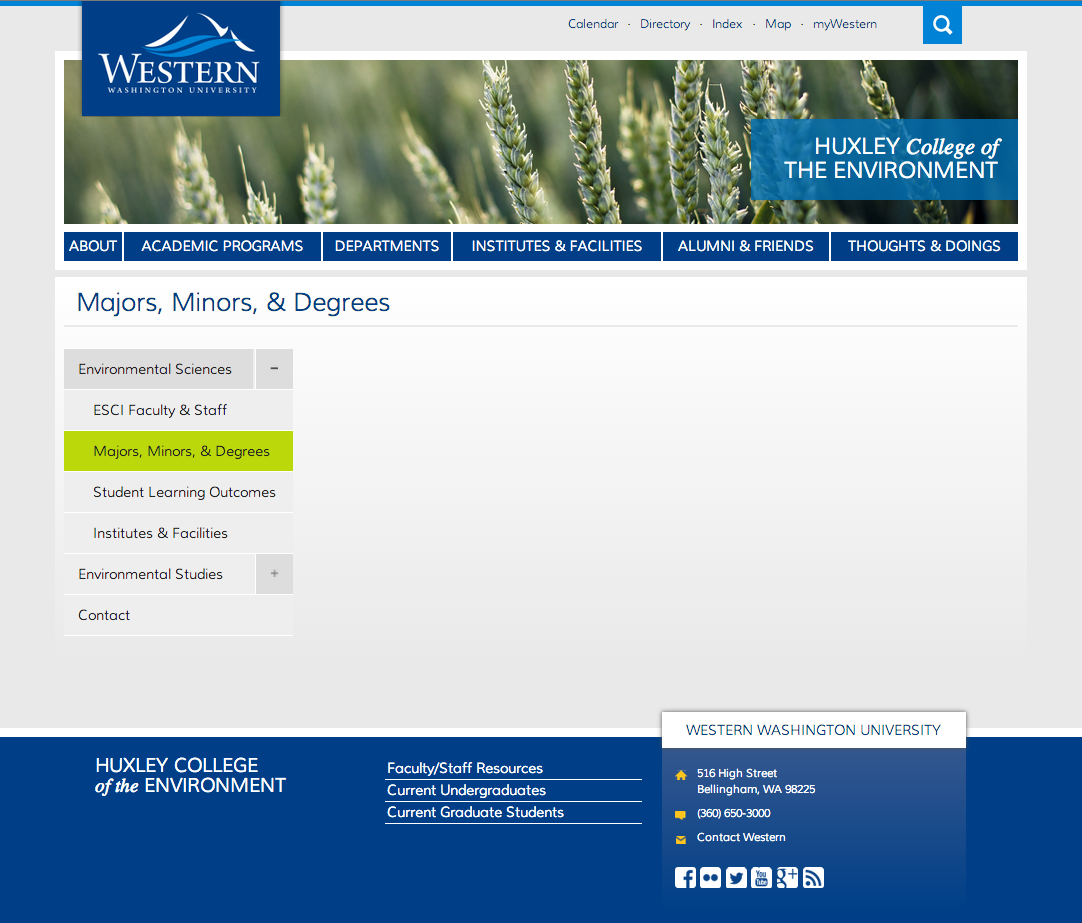 Calendar · Directory · Index · Map · myWestern
WESTERN
WASHINGTON UNIVERSITY
HUXLEY College of
THE ENVIRONMENT
ABOUT ACADEMIC PROGRAMS DEPARTMENTS INSTITUTES & FACILITIES ALUMNI & FRIENDS THOUGHTS & DOINGS
Majors, Minors, & Degrees
Environmental Sciences −
ESCI Faculty & Staff
Majors, Minors, & Degrees
Student Learning Outcomes
Institutes & Facilities
Environmental Studies +
Contact
WESTERN WASHINGTON UNIVERSITY
HUXLEY COLLEGE
of the ENVIRONMENT
Faculty/Staff Resources
Current Undergraduates
Current Graduate Students
516 High Street
Bellingham, WA 98225
(360) 650-3000
Contact Western
You
Tube